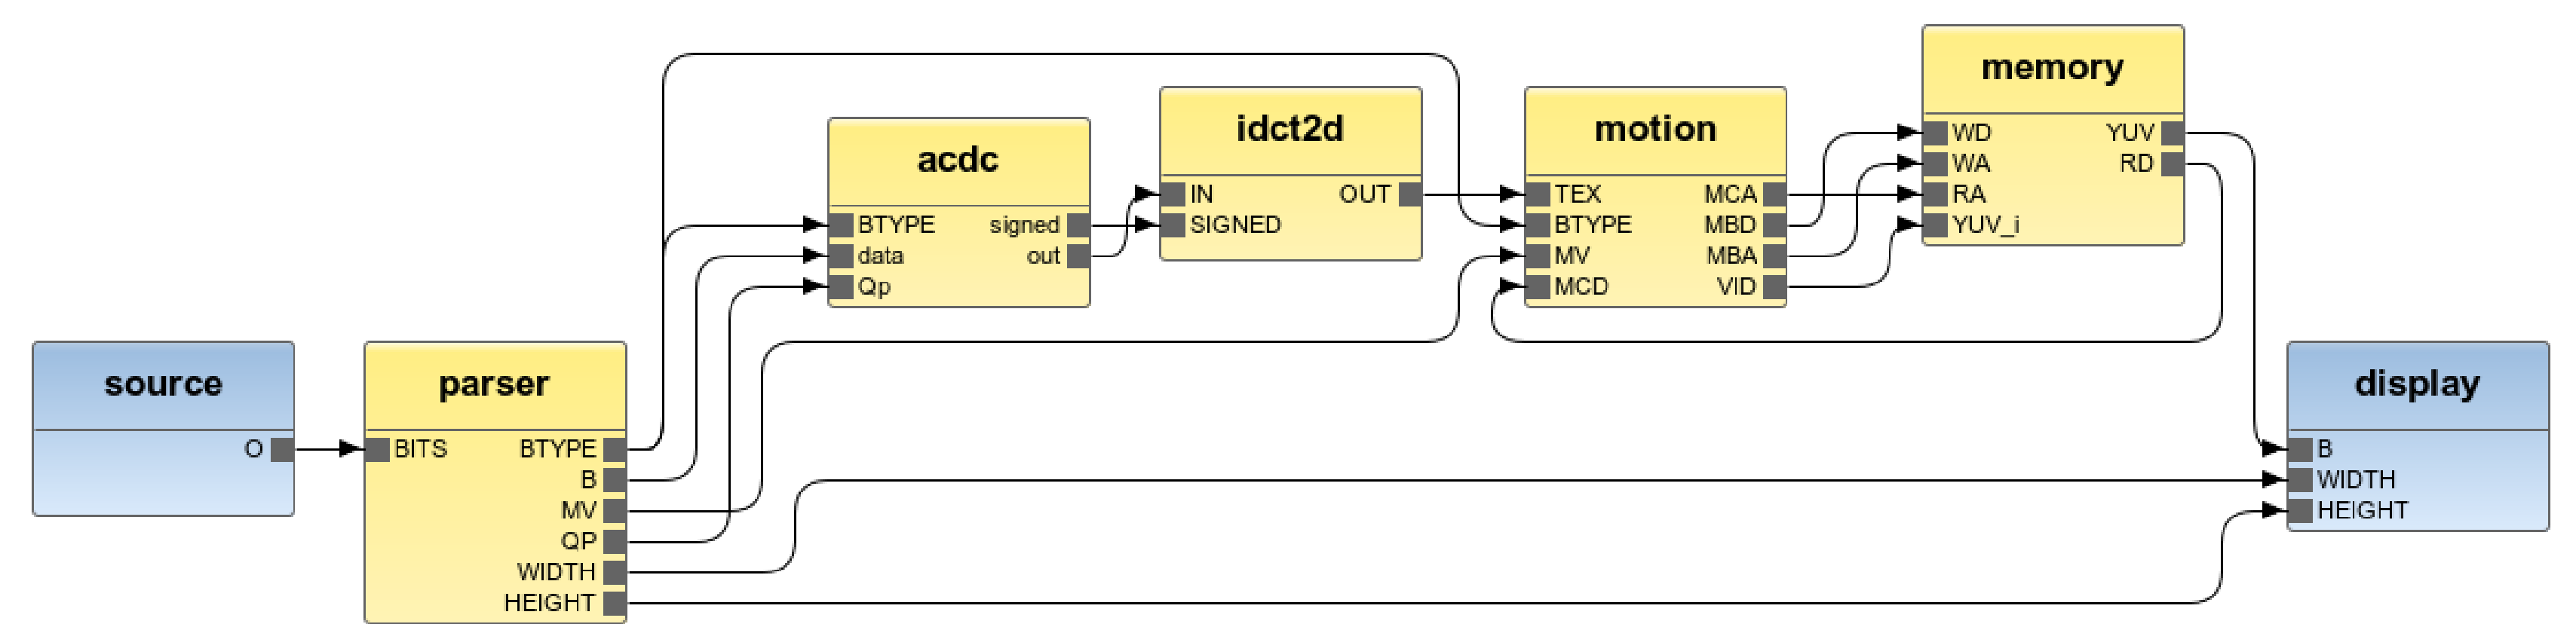 source
O
parser
BITS BTYPE
B
MV
QP
WIDTH
HEIGHT
acdc
BTYPE signed
data out
Qp
idct2d
IN OUT
SIGNED
motion
TEX MCA
BTYPE MBD
MV MBA
MCD VID
memory
WD YUV
WA RD
RA
YUV_i
display
B
WIDTH
HEIGHT